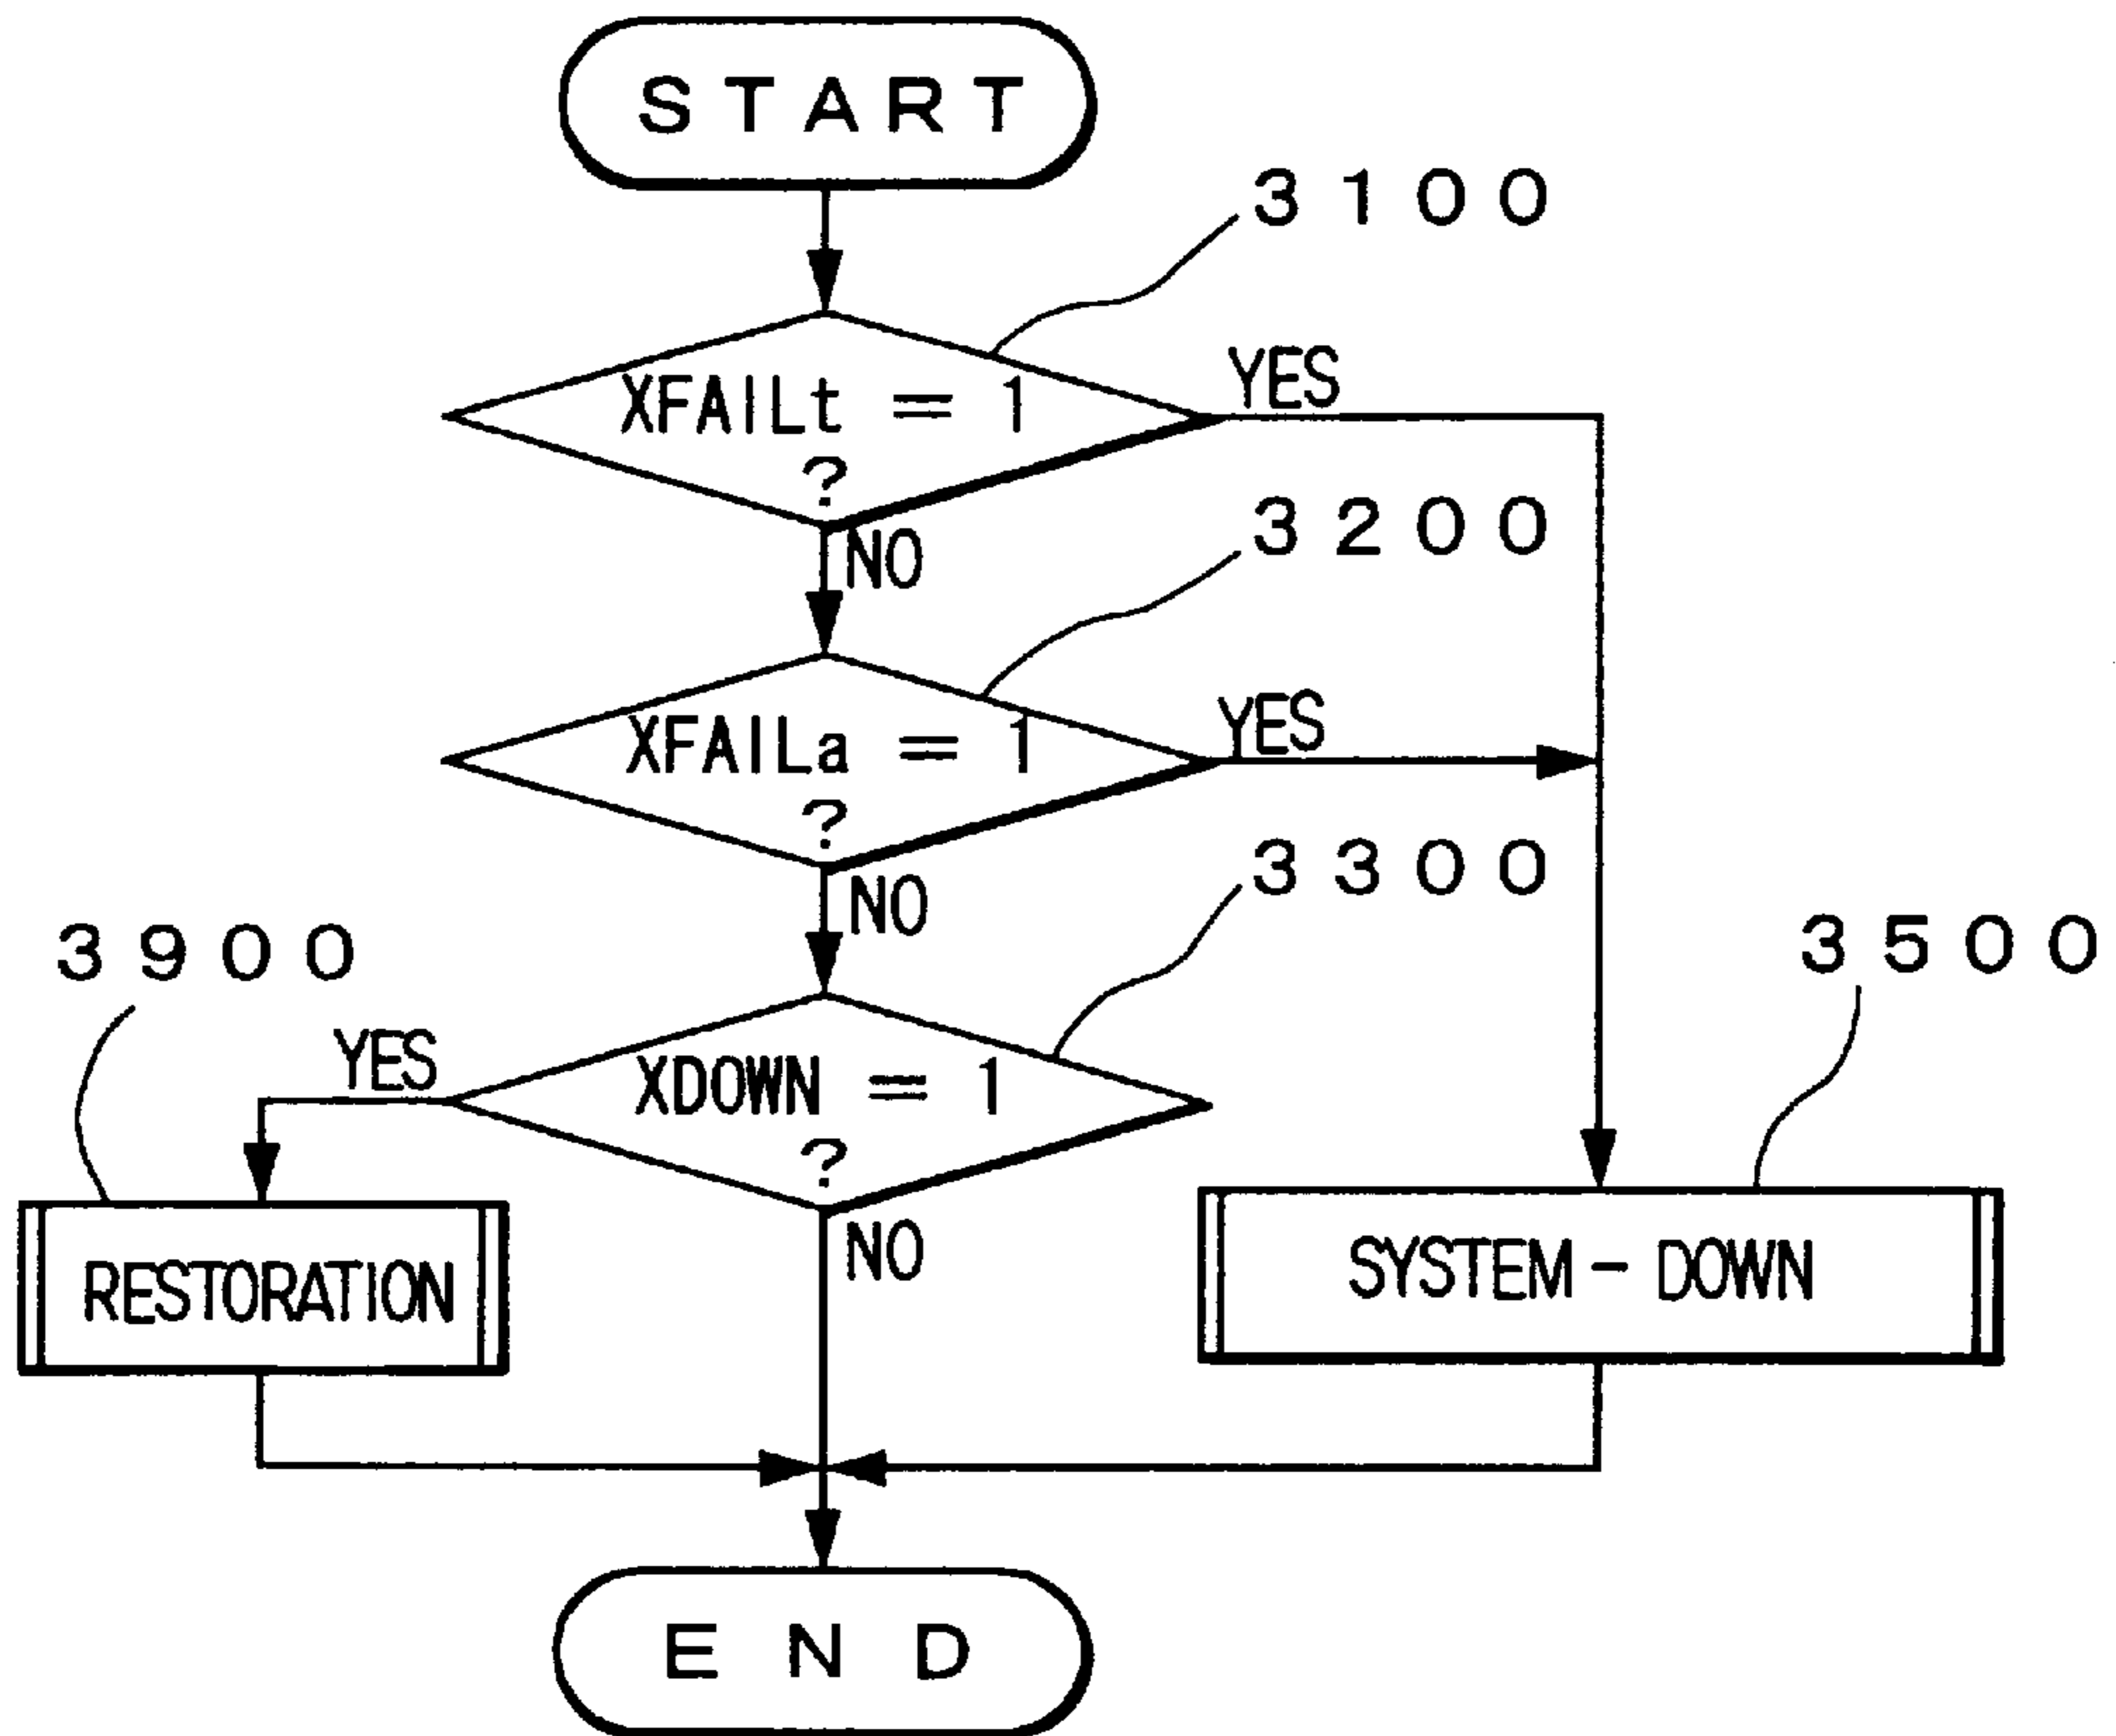 START
3100
XFAILt = 1
?
YES
NO
3200
XFAILa = 1
?
YES
NO
3300
3900
3500
XDOWN = 1
?
YES
NO
RESTORATION
SYSTEM-DOWN
END